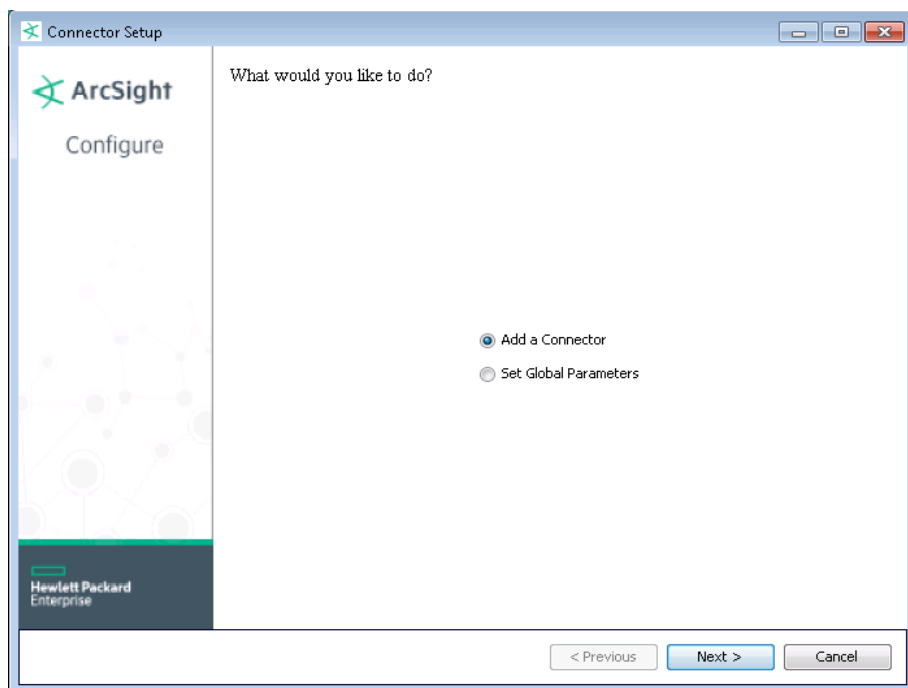 Connector Setup
ArcSight
Configure
What would you like to do?
Add a Connector
Set Global Parameters
Hewlett Packard
Enterprise
< Previous
Next >
Cancel